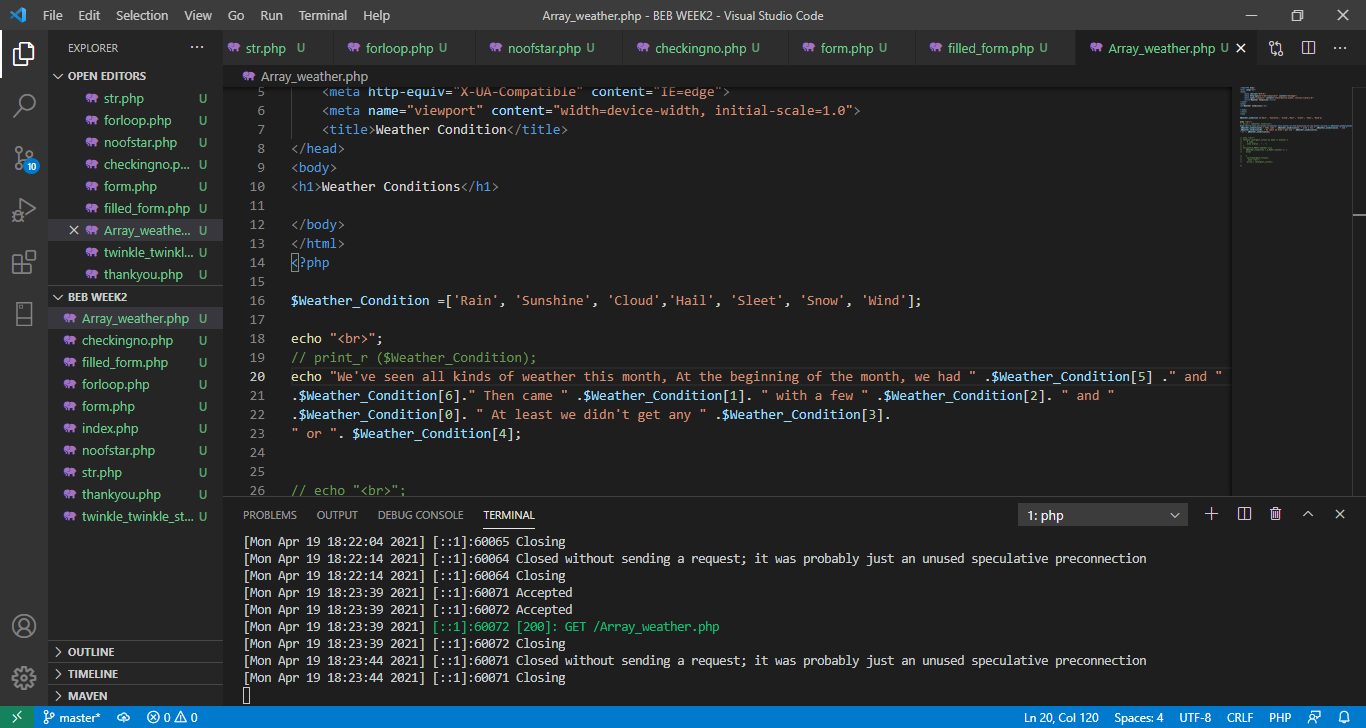 File Edit Selection View Go Run Terminal Help Array_weather.php - BEB WEEK2 - Visual Studio Code
EXPLORER
str.php U forloop.php U noofstar.php U checkingno.php U form.php U filled_form.php U Array_weather.php U
OPEN EDITORS
str.php U
forloop.php U
noofstar.php U
checkingno.p... U
form.php U
filled_form.php U
Array_weathe... U
twinkle_twinkl... U
thankyou.php U
BEB WEEK2
Array_weather.php U
checkingno.php U
filled_form.php U
forloop.php U
form.php U
index.php U
noofstar.php U
str.php U
thankyou.php U
twinkle_twinkle_st... U
OUTLINE
TIMELINE
MAVEN
10
Array_weather.php
5 <meta http-equiv="X-UA-Compatible" content="IE=edge">
6 <meta name="viewport" content="width=device-width, initial-scale=1.0">
7 <title>Weather Condition</title>
8 </head>
9 <body>
10 <h1>Weather Conditions</h1>
11
12 </body>
13 </html>
14 <?php
15
16 $Weather_Condition =['Rain', 'Sunshine', 'Cloud','Hail', 'Sleet', 'Snow', 'Wind'];
17
18 echo "<br>";
19 // print_r ($Weather_Condition);
20 echo "We've seen all kinds of weather this month, At the beginning of the month, we had " .$Weather_Condition[5] ." and "
21 .$Weather_Condition[6]." Then came " .$Weather_Condition[1]. " with a few " .$Weather_Condition[2]. " and "
22 .$Weather_Condition[0]. " At least we didn't get any " .$Weather_Condition[3].
23 " or ". $Weather_Condition[4];
24
25
26 // echo "<br>";
PROBLEMS OUTPUT DEBUG CONSOLE TERMINAL 1: php
[Mon Apr 19 18:22:04 2021] [::1]:60065 Closing
[Mon Apr 19 18:22:14 2021] [::1]:60064 Closed without sending a request; it was probably just an unused speculative preconnection
[Mon Apr 19 18:22:14 2021] [::1]:60064 Closing
[Mon Apr 19 18:23:39 2021] [::1]:60071 Accepted
[Mon Apr 19 18:23:39 2021] [::1]:60072 Accepted
[Mon Apr 19 18:23:39 2021] [::1]:60072 [200]: GET /Array_weather.php
[Mon Apr 19 18:23:39 2021] [::1]:60072 Closing
[Mon Apr 19 18:23:44 2021] [::1]:60071 Closed without sending a request; it was probably just an unused speculative preconnection
[Mon Apr 19 18:23:44 2021] [::1]:60071 Closing
master* 0 0 Ln 20, Col 120 Spaces: 4 UTF-8 CRLF PHP